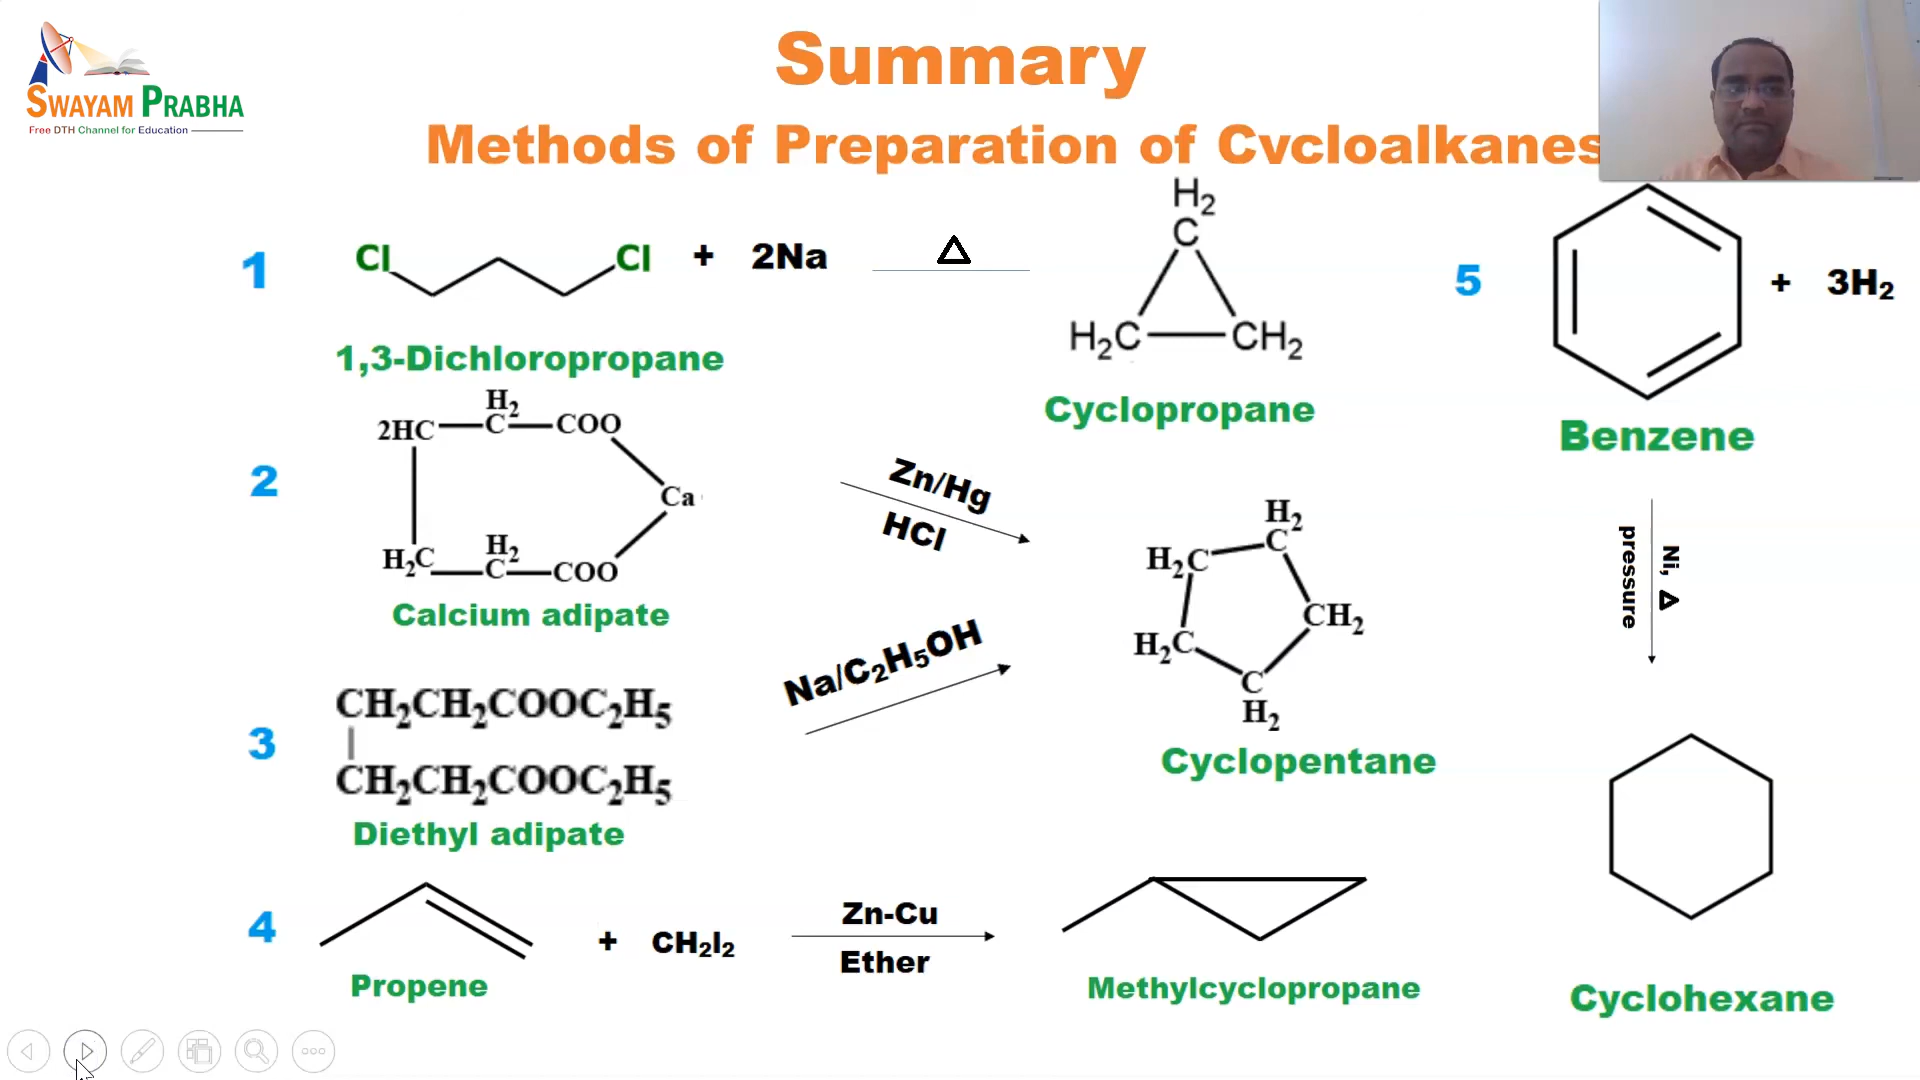 SWAYAM PRABHA
Free DTH Channel for Education
Summary
Methods of Preparation of Cycloalkanes
1
Cl Cl + 2Na Δ
H₂
C
H₂C CH₂
1,3-Dichloropropane
Cyclopropane
2
H₂
2HC C COO
Ca
H₂
H₂C C COO
Calcium adipate
Zn/Hg
HCl
3
CH₂CH₂COOC₂H₅
CH₂CH₂COOC₂H₅
Diethyl adipate
Na/C₂H₅OH
H₂
H₂C C
CH₂
H₂C
C
H₂
Cyclopentane
4
+ CH₂I₂
Zn-Cu
Ether
Propene
Methylcyclopropane
5
+ 3H₂
Benzene
Ni, Δ
pressure
Cyclohexane